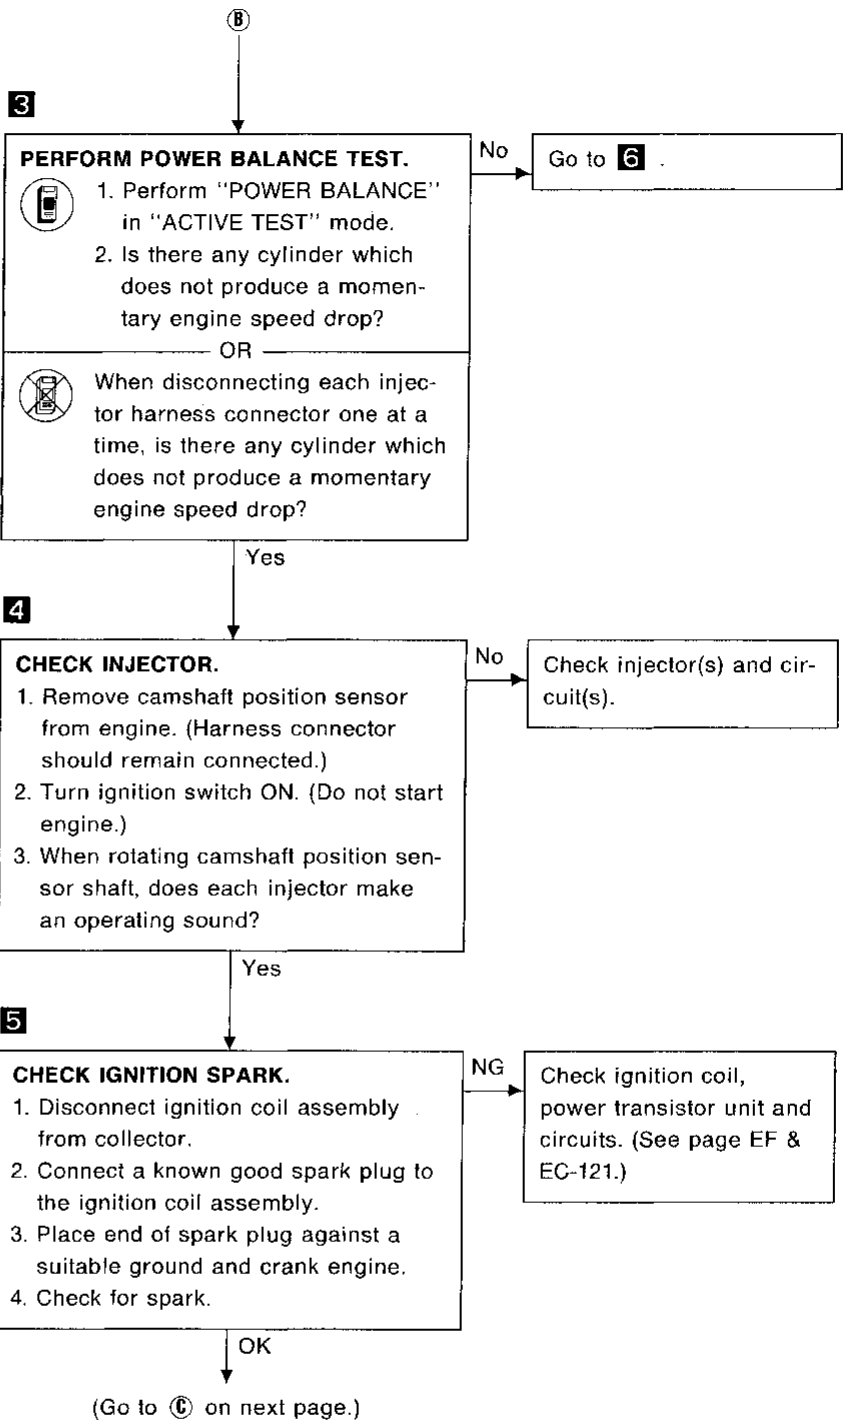 B
3
PERFORM POWER BALANCE TEST.
1. Perform "POWER BALANCE"
in "ACTIVE TEST" mode.
2. Is there any cylinder which
does not produce a momen-
tary engine speed drop?
OR
When disconnecting each injec-
tor harness connector one at a
time, is there any cylinder which
does not produce a momentary
engine speed drop?
No
Go to 6 .
Yes
4
CHECK INJECTOR.
1. Remove camshaft position sensor
from engine. (Harness connector
should remain connected.)
2. Turn ignition switch ON. (Do not start
engine.)
3. When rotating camshaft position sen-
sor shaft, does each injector make
an operating sound?
No
Check injector(s) and cir-
cuit(s).
Yes
5
CHECK IGNITION SPARK.
1. Disconnect ignition coil assembly
from collector.
2. Connect a known good spark plug to
the ignition coil assembly.
3. Place end of spark plug against a
suitable ground and crank engine.
4. Check for spark.
NG
Check ignition coil,
power transistor unit and
circuits. (See page EF &
EC-121.)
OK
(Go to C on next page.)